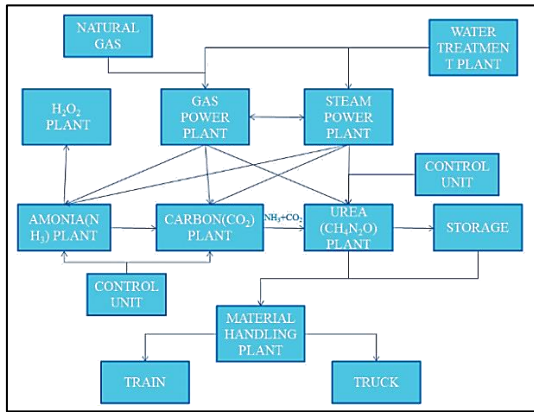 NATURAL
GAS
WATER
TREATMEN
T PLANT
H₂O₂
PLANT
GAS
POWER
PLANT
STEAM
POWER
PLANT
CONTROL
UNIT
AMONIA(N
H₃) PLANT
CARBON(CO₂)
PLANT
NH₃+CO₂
UREA
(CH₄N₂O)
PLANT
STORAGE
CONTROL
UNIT
MATERIAL
HANDLING
PLANT
TRAIN
TRUCK